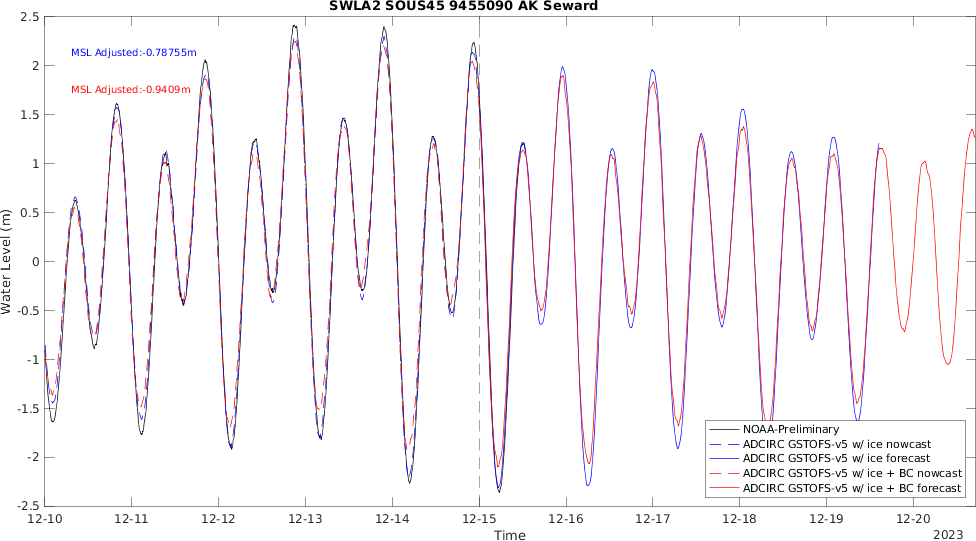 SWLA2 SOUS45 9455090 AK Seward
2.5
2
1.5
1
0.5
0
-0.5
-1
-1.5
-2
-2.5
Water Level (m)
MSL Adjusted:-0.78755m
MSL Adjusted:-0.9409m
NOAA-Preliminary
ADCIRC GSTOFS-v5 w/ ice nowcast
ADCIRC GSTOFS-v5 w/ ice forecast
ADCIRC GSTOFS-v5 w/ ice + BC nowcast
ADCIRC GSTOFS-v5 w/ ice + BC forecast
12-10 12-11 12-12 12-13 12-14 12-15 12-16 12-17 12-18 12-19 12-20
Time
2023